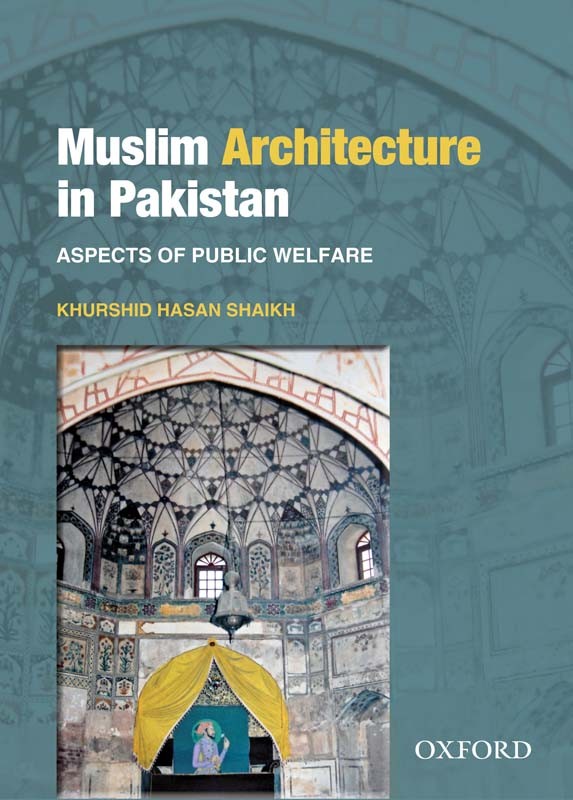 Muslim Architecture
in Pakistan
ASPECTS OF PUBLIC WELFARE
KHURSHID HASAN SHAIKH
OXFORD